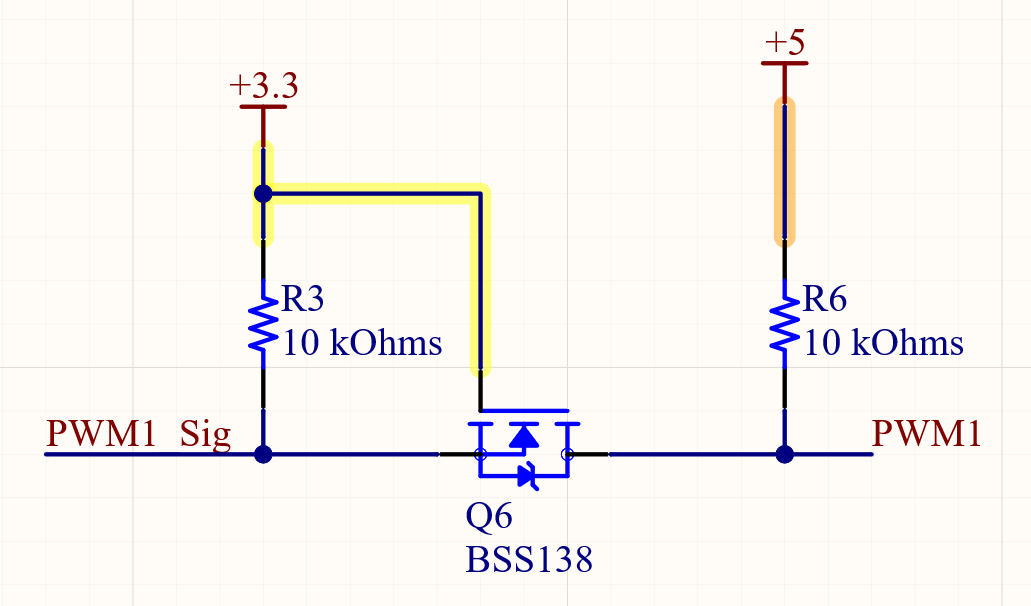 +5
+3.3
R3
10 kOhms
R6
10 kOhms
PWM1_Sig
PWM1
Q6
BSS138